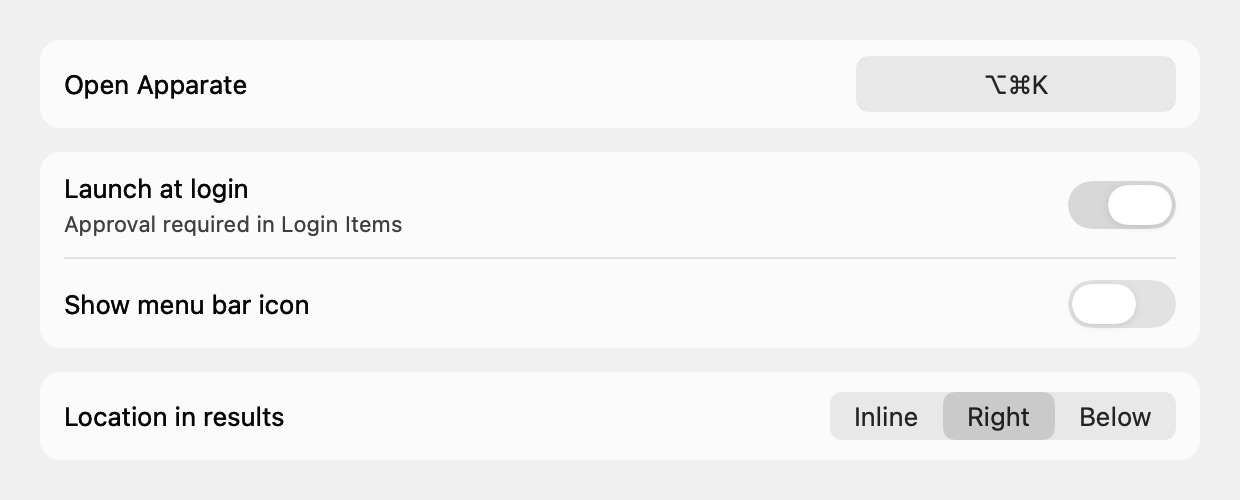 Open Apparate
⌥⌘K
Launch at login
Approval required in Login Items
Show menu bar icon
Location in results
Inline
Right
Below